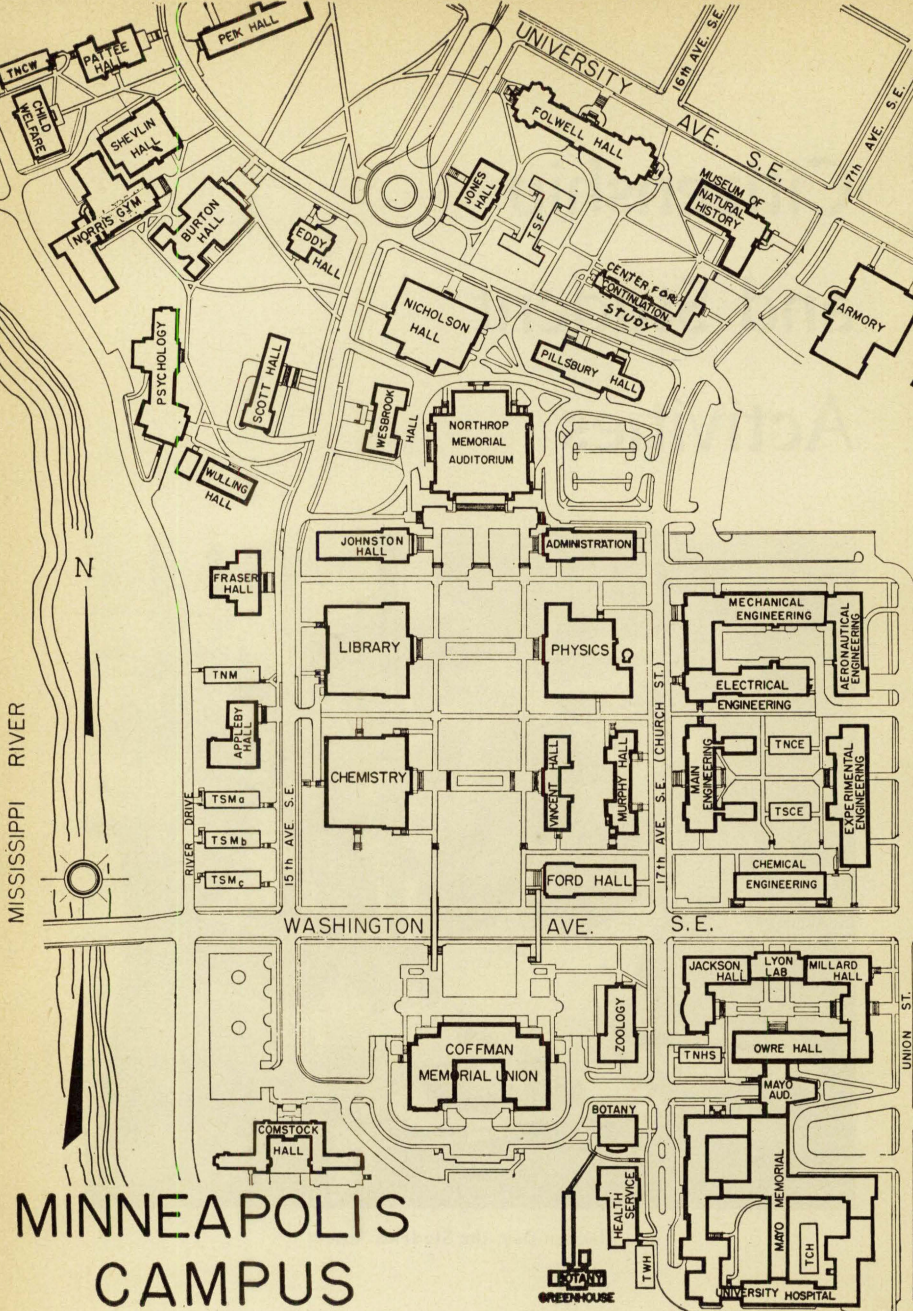 TNCW
PATTEE
HALL
PEIK HALL
UNIVERSITY
AVE. S.E.
16th AVE. S.E.
17th AVE. S.E.
CHILD
WELFARE
SHEVLIN
HALL
NORRIS GYM
BURTON
HALL
EDDY
HALL
JONES
HALL
FOLWELL HALL
T.S.F.
MUSEUM OF
NATURAL
HISTORY
CENTER FOR
CONTINUATION
STUDY
ARMORY
NICHOLSON
HALL
PILLSBURY HALL
PSYCHOLOGY
SCOTT HALL
WESBROOK
HALL
NORTHROP
MEMORIAL
AUDITORIUM
WULLING
HALL
JOHNSTON
HALL
ADMINISTRATION
N
FRASER
HALL
LIBRARY
PHYSICS
MECHANICAL
ENGINEERING
AERONAUTICAL
ENGINEERING
TNM
ELECTRICAL
ENGINEERING
APPLEBY
HALL
CHEMISTRY
VINCENT HALL
MURPHY HALL
17th AVE. S.E. (CHURCH ST.)
MAIN
ENGINEERING
TNCE
TSCE
EXPERIMENTAL
ENGINEERING
MISSISSIPPI RIVER
RIVER DRIVE
TSMa
TSMb
TSMc
15th AVE. S.E.
FORD HALL
CHEMICAL
ENGINEERING
WASHINGTON AVE. S.E.
JACKSON
HALL
LYON
LAB
MILLARD
HALL
UNION ST.
COFFMAN
MEMORIAL UNION
ZOOLOGY
TNHS
OWRE HALL
MAYO
AUD.
COMSTOCK
HALL
BOTANY
HEALTH
SERVICE
MAYO MEMORIAL
TCH
TWH
BOTANY
GREENHOUSE
UNIVERSITY HOSPITAL
MINNEAPOLIS
CAMPUS